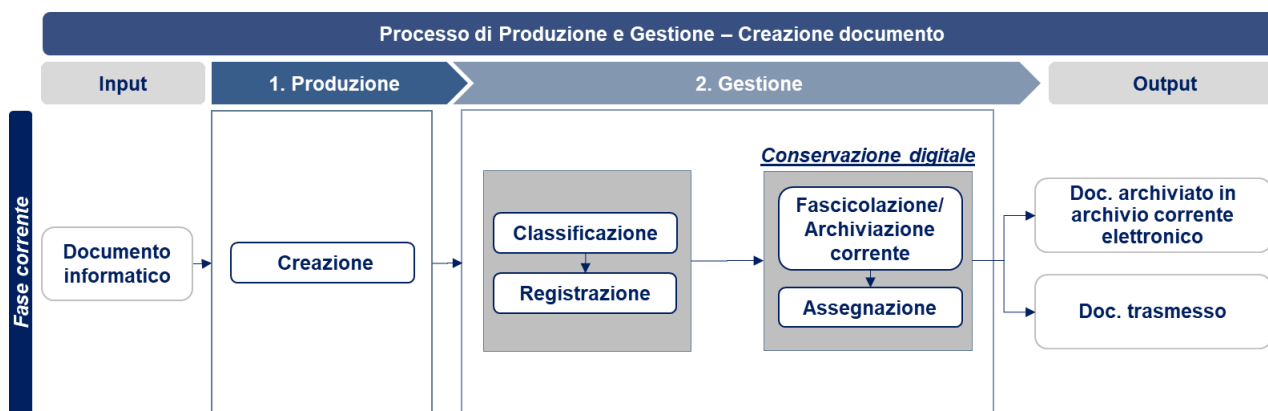 Processo di Produzione e Gestione – Creazione documento
Input
1. Produzione
2. Gestione
Output
Fase corrente
Documento
informatico
Creazione
Classificazione
Registrazione
Conservazione digitale
Fascicolazione/
Archiviazione
corrente
Assegnazione
Doc. archiviato in
archivio corrente
elettronico
Doc. trasmesso